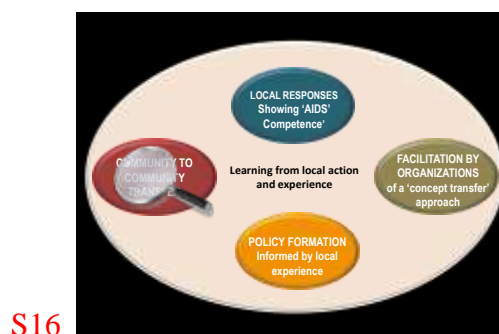 LOCAL RESPONSES
Showing ‘AIDS’
Competence’
COMMUNITY TO
COMMUNITY
Learning from local action
and experience
FACILITATION BY
ORGANIZATIONS
of a ‘concept transfer’
approach
POLICY FORMATION
Informed by local
experience
S16